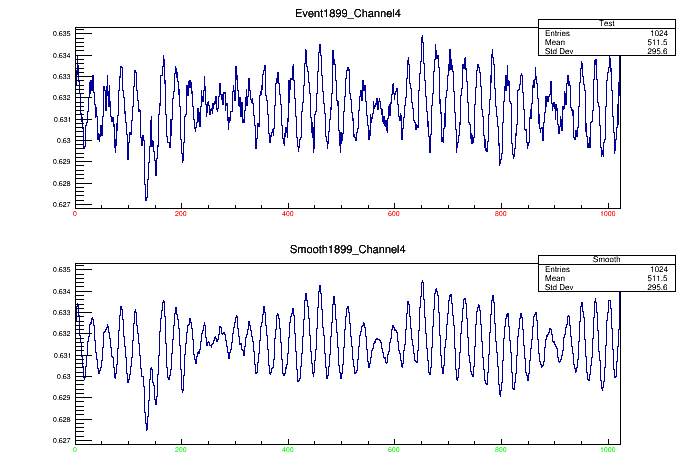 Event1899_Channel4
Test
Entries 1024
Mean 511.5
Std Dev 295.6
0.635
0.634
0.633
0.632
0.631
0.63
0.629
0.628
0.627
0 200 400 600 800 1000
Smooth1899_Channel4
Smooth
Entries 1024
Mean 511.5
Std Dev 295.6
0.635
0.634
0.633
0.632
0.631
0.63
0.629
0.628
0.627
0 200 400 600 800 1000